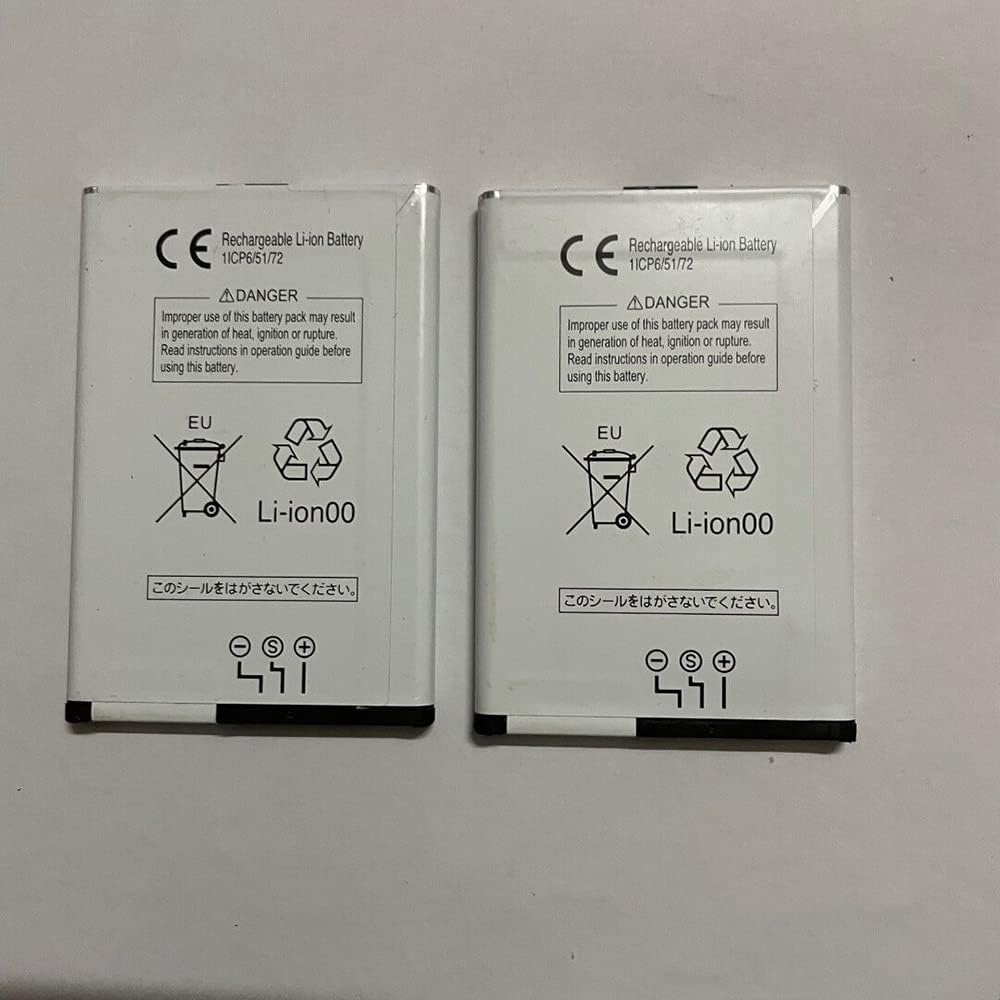 CE Rechargeable Li-ion Battery
1ICP6/51/72
⚠DANGER
Improper use of this battery pack may result
in generation of heat, ignition or rupture.
Read instructions in operation guide before
using this battery.
EU
Li-ion00
このシールをはがさないでください。
⊖ Ⓢ ⊕
CE Rechargeable Li-ion Battery
1ICP6/51/72
⚠DANGER
Improper use of this battery pack may result
in generation of heat, ignition or rupture.
Read instructions in operation guide before
using this battery.
EU
Li-ion00
このシールをはがさないでください。
⊖ Ⓢ ⊕